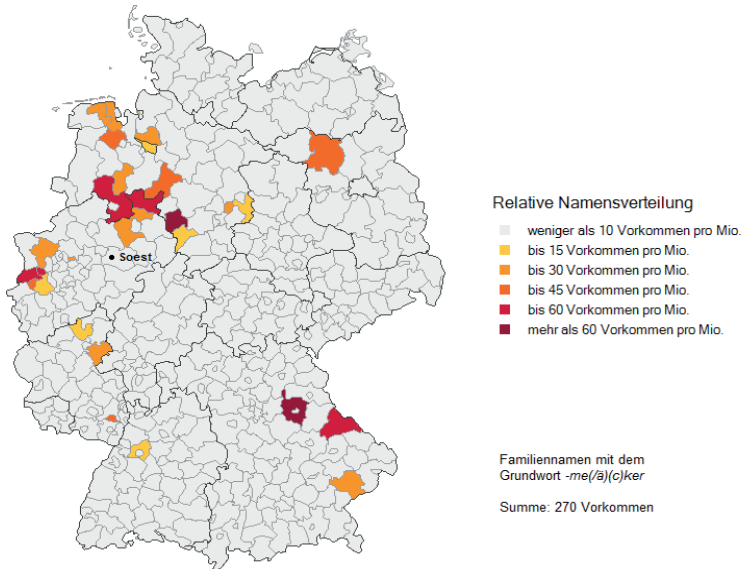 Relative Namensverteilung
weniger als 10 Vorkommen pro Mio.
bis 15 Vorkommen pro Mio.
bis 30 Vorkommen pro Mio.
bis 45 Vorkommen pro Mio.
bis 60 Vorkommen pro Mio.
mehr als 60 Vorkommen pro Mio.
Soest
Familiennamen mit dem
Grundwort -me(/ä)(c)ker
Summe: 270 Vorkommen